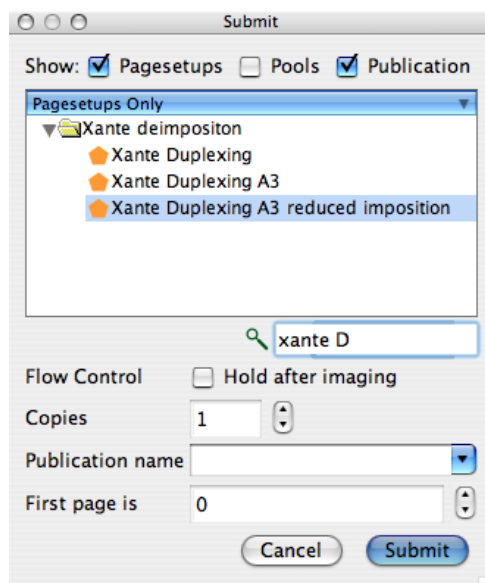 Submit
Show: Pagesetups Pools Publication
Pagesetups Only
Xante deimpositon
Xante Duplexing
Xante Duplexing A3
Xante Duplexing A3 reduced imposition
xante D
Flow Control Hold after imaging
Copies 1
Publication name
First page is 0
Cancel Submit